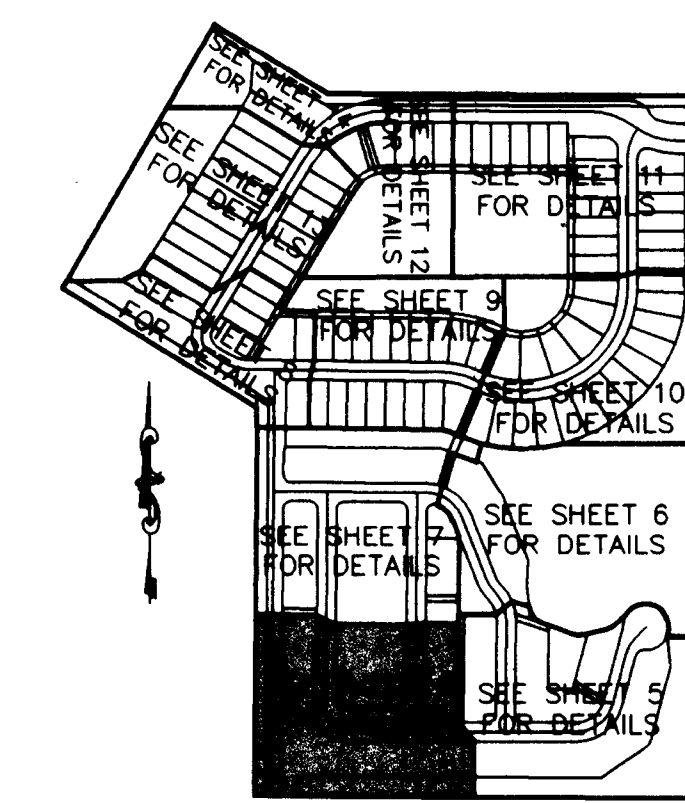 SEE SHEET
FOR DETAILS
SEE SHEET 13
FOR DETAILS
SEE SHEET 12
FOR DETAILS
SEE SHEET 11
FOR DETAILS
SEE SHEET 9
FOR DETAILS
SEE SHEET 8
FOR DETAILS
SEE SHEET 10
FOR DETAILS
SEE SHEET 6
FOR DETAILS
SEE SHEET 7
FOR DETAILS
SEE SHEET 5
FOR DETAILS